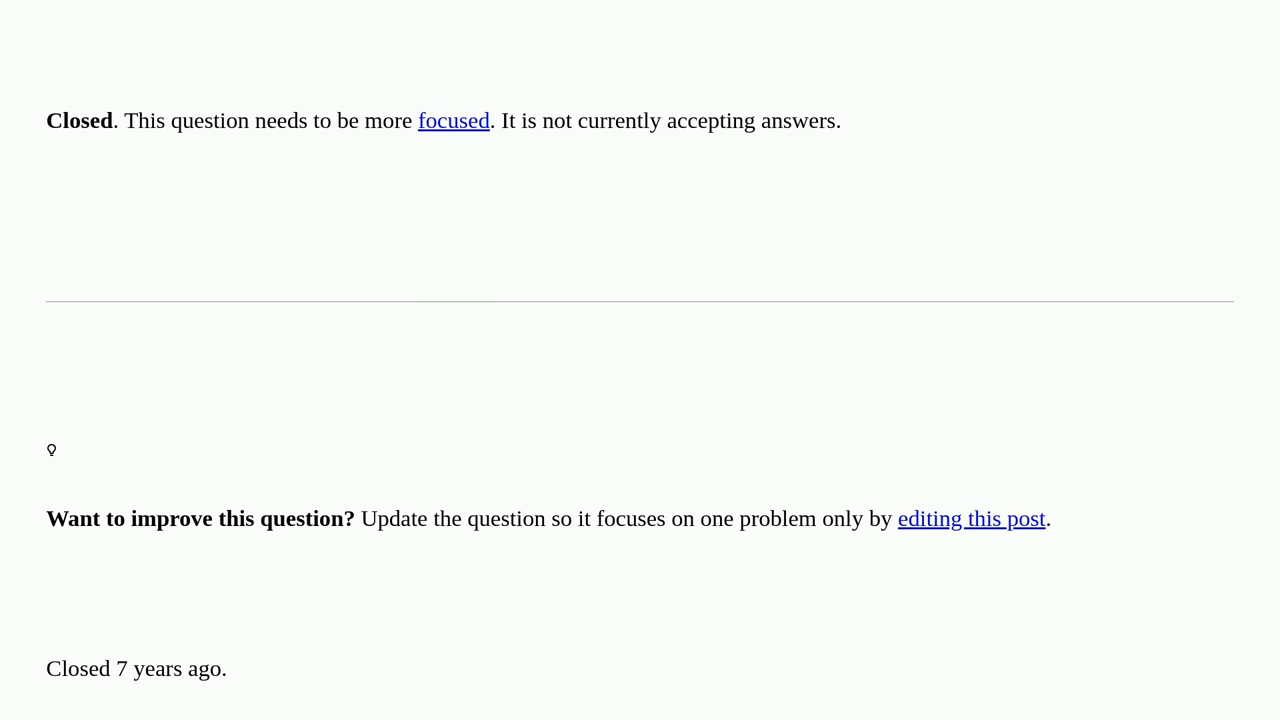 Closed. This question needs to be more focused. It is not currently accepting answers.
Want to improve this question? Update the question so it focuses on one problem only by editing this post.
Closed 7 years ago.